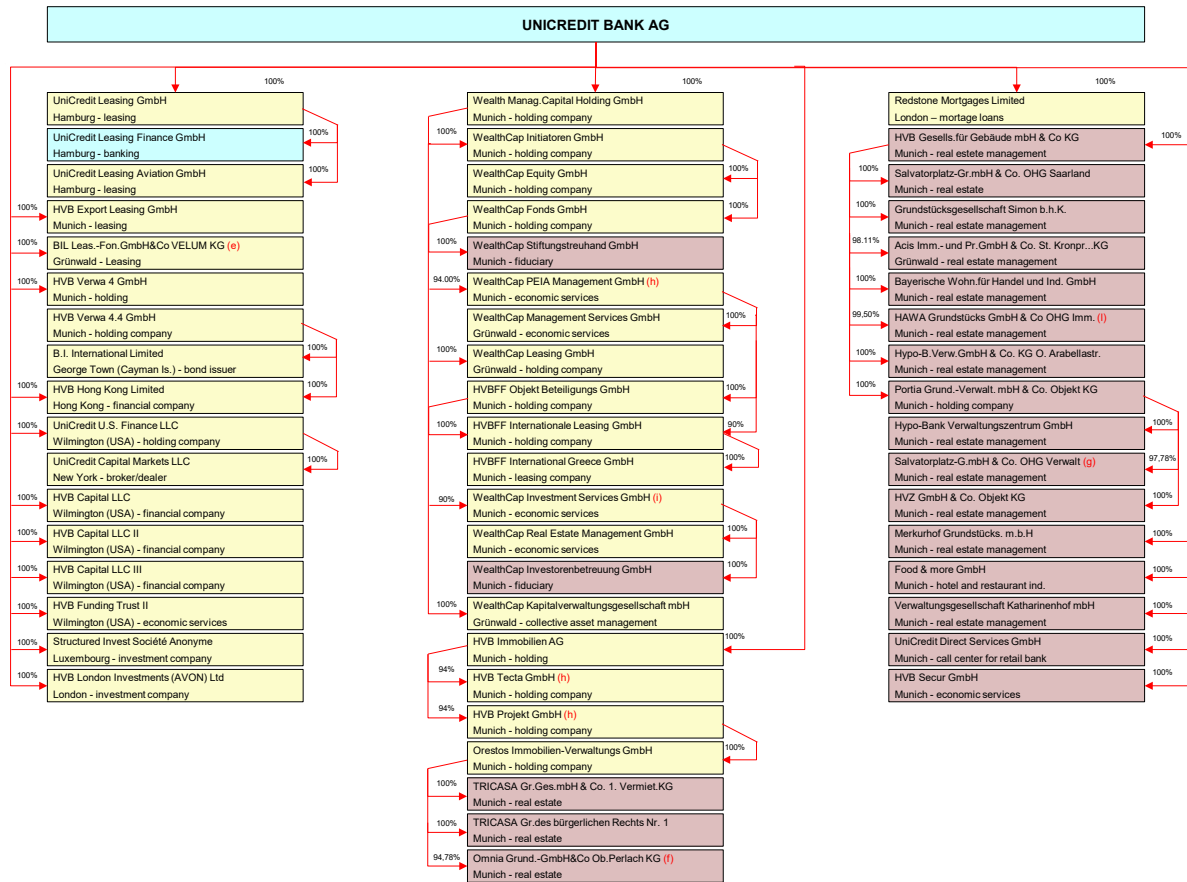 UNICREDIT BANK AG
100%
100%
100%
100%
UniCredit Leasing GmbH
Hamburg - leasing
100%
UniCredit Leasing Finance GmbH
Hamburg - banking
100%
UniCredit Leasing Aviation GmbH
Hamburg - leasing
100%
HVB Export Leasing GmbH
Munich - leasing
100%
BIL Leas.-Fon.GmbH&Co VELUM KG (e)
Grünwald - Leasing
100%
HVB Verwa 4 GmbH
Munich - holding
HVB Verwa 4.4 GmbH
Munich - holding company
100%
B.I. International Limited
George Town (Cayman Is.) - bond issuer
100%
100%
HVB Hong Kong Limited
Hong Kong - financial company
100%
UniCredit U.S. Finance LLC
Wilmington (USA) - holding company
100%
UniCredit Capital Markets LLC
New York - broker/dealer
100%
HVB Capital LLC
Wilmington (USA) - financial company
100%
HVB Capital LLC II
Wilmington (USA) - financial company
100%
HVB Capital LLC III
Wilmington (USA) - financial company
100%
HVB Funding Trust II
Wilmington (USA) - economic services
100%
Structured Invest Société Anonyme
Luxembourg - investment company
100%
HVB London Investments (AVON) Ltd
London - investment company
Wealth Manag.Capital Holding GmbH
Munich - holding company
100%
WealthCap Initiatoren GmbH
Munich - holding company
100%
WealthCap Equity GmbH
Munich - holding company
100%
WealthCap Fonds GmbH
Munich - holding company
100%
WealthCap Stiftungstreuhand GmbH
Munich - fiduciary
94.00%
WealthCap PEIA Management GmbH (h)
Munich - economic services
100%
WealthCap Management Services GmbH
Grünwald - economic services
100%
WealthCap Leasing GmbH
Grünwald - holding company
100%
HVBFF Objekt Beteiligungs GmbH
Munich - holding company
100%
90%
HVBFF Internationale Leasing GmbH
Munich - holding company
100%
HVBFF International Greece GmbH
Munich - leasing company
90%
WealthCap Investment Services GmbH (i)
Munich - economic services
100%
WealthCap Real Estate Management GmbH
Munich - economic services
100%
WealthCap Investorenbetreuung GmbH
Munich - fiduciary
100%
WealthCap Kapitalverwaltungsgesellschaft mbH
Grünwald - collective asset management
100%
HVB Immobilien AG
Munich - holding
94%
HVB Tecta GmbH (h)
Munich - holding company
94%
HVB Projekt GmbH (h)
Munich - holding company
100%
Orestos Immobilien-Verwaltungs GmbH
Munich - holding company
100%
TRICASA Gr.Ges.mbH & Co. 1. Vermiet.KG
Munich - real estate
100%
TRICASA Gr.des bürgerlichen Rechts Nr. 1
Munich - real estate
94,78%
Omnia Grund.-GmbH&Co Ob.Perlach KG (f)
Munich - real estate
Redstone Mortgages Limited
London – mortage loans
100%
HVB Gesells.für Gebäude mbH & Co KG
Munich - real estete management
100%
Salvatorplatz-Gr.mbH & Co. OHG Saarland
Munich - real estate
100%
Grundstücksgesellschaft Simon b.h.K.
Munich - real estate management
98.11%
Acis Imm.- und Pr.GmbH & Co. St. Kronpr...KG
Grünwald - real estate management
100%
Bayerische Wohn.für Handel und Ind. GmbH
Munich - real estate management
99,50%
HAWA Grundstücks GmbH & Co OHG Imm. (l)
Munich - real estate management
100%
Hypo-B.Verw.GmbH & Co. KG O. Arabellastr.
Munich - real estate management
100%
Portia Grund.-Verwalt. mbH & Co. Objekt KG
Munich - holding company
100%
Hypo-Bank Verwaltungszentrum GmbH
Munich - real estate management
97,78%
Salvatorplatz-G.mbH & Co. OHG Verwalt (g)
Munich - real estate management
100%
HVZ GmbH & Co. Objekt KG
Munich - real estate management
100%
Merkurhof Grundstücks. m.b.H
Munich - real estate management
100%
Food & more GmbH
Munich - hotel and restaurant ind.
100%
Verwaltungsgesellschaft Katharinenhof mbH
Munich - real estate management
100%
UniCredit Direct Services GmbH
Munich - call center for retail bank
100%
HVB Secur GmbH
Munich - economic services